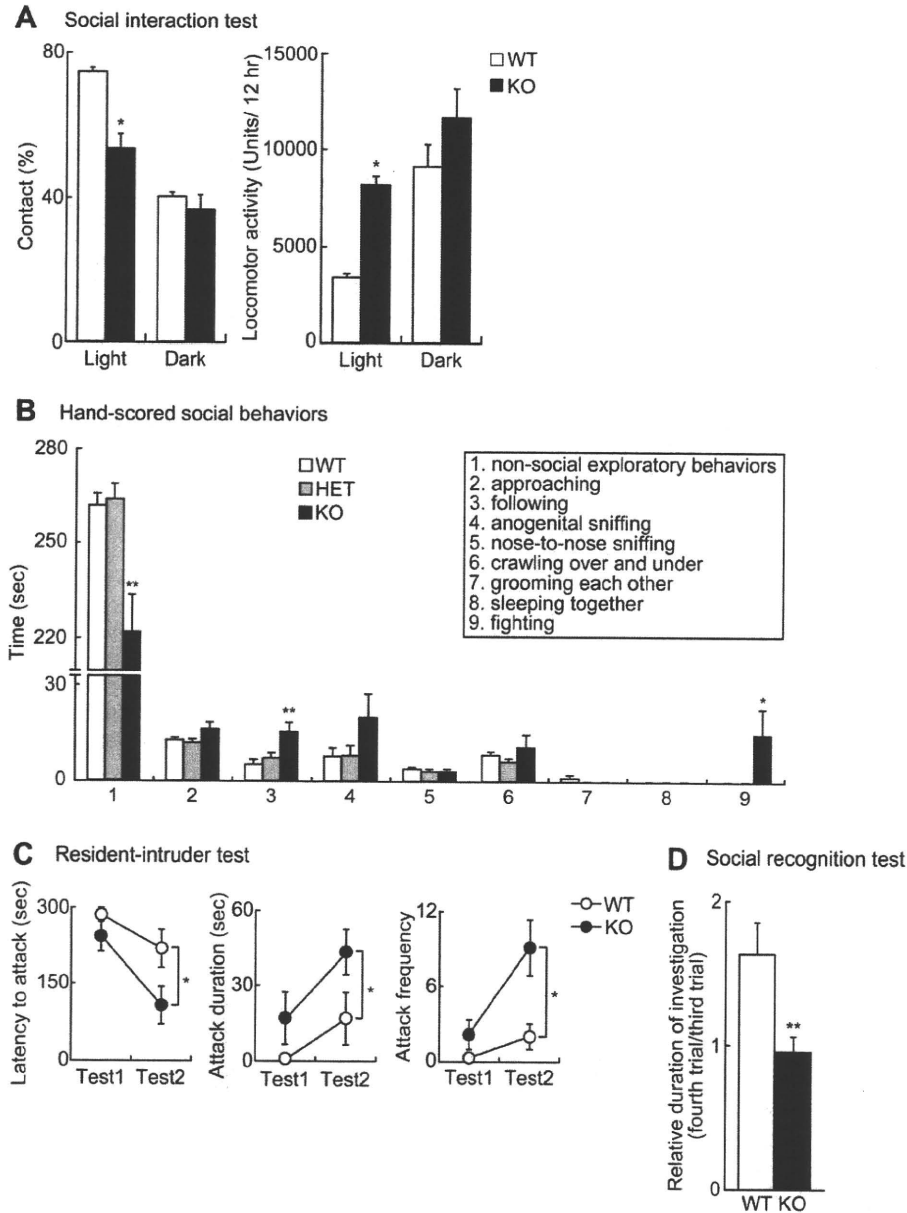 A Social interaction test
80
40
0
Contact (%)
Light Dark
*
15000
10000
5000
0
Locomotor activity (Units/ 12 hr)
Light Dark
*
WT
KO
B Hand-scored social behaviors
280
260
220
30
0
Time (sec)
WT
HET
KO
**
**
*
1 2 3 4 5 6 7 8 9
1. non-social exploratory behaviors
2. approaching
3. following
4. anogenital sniffing
5. nose-to-nose sniffing
6. crawling over and under
7. grooming each other
8. sleeping together
9. fighting
C Resident-intruder test
300
150
0
Latency to attack (sec)
Test1 Test2
*
60
30
0
Attack duration (sec)
Test1 Test2
*
12
6
0
Attack frequency
Test1 Test2
*
WT
KO
D Social recognition test
2
1
0
Relative duration of investigation
(fourth trial/third trial)
**
WT KO